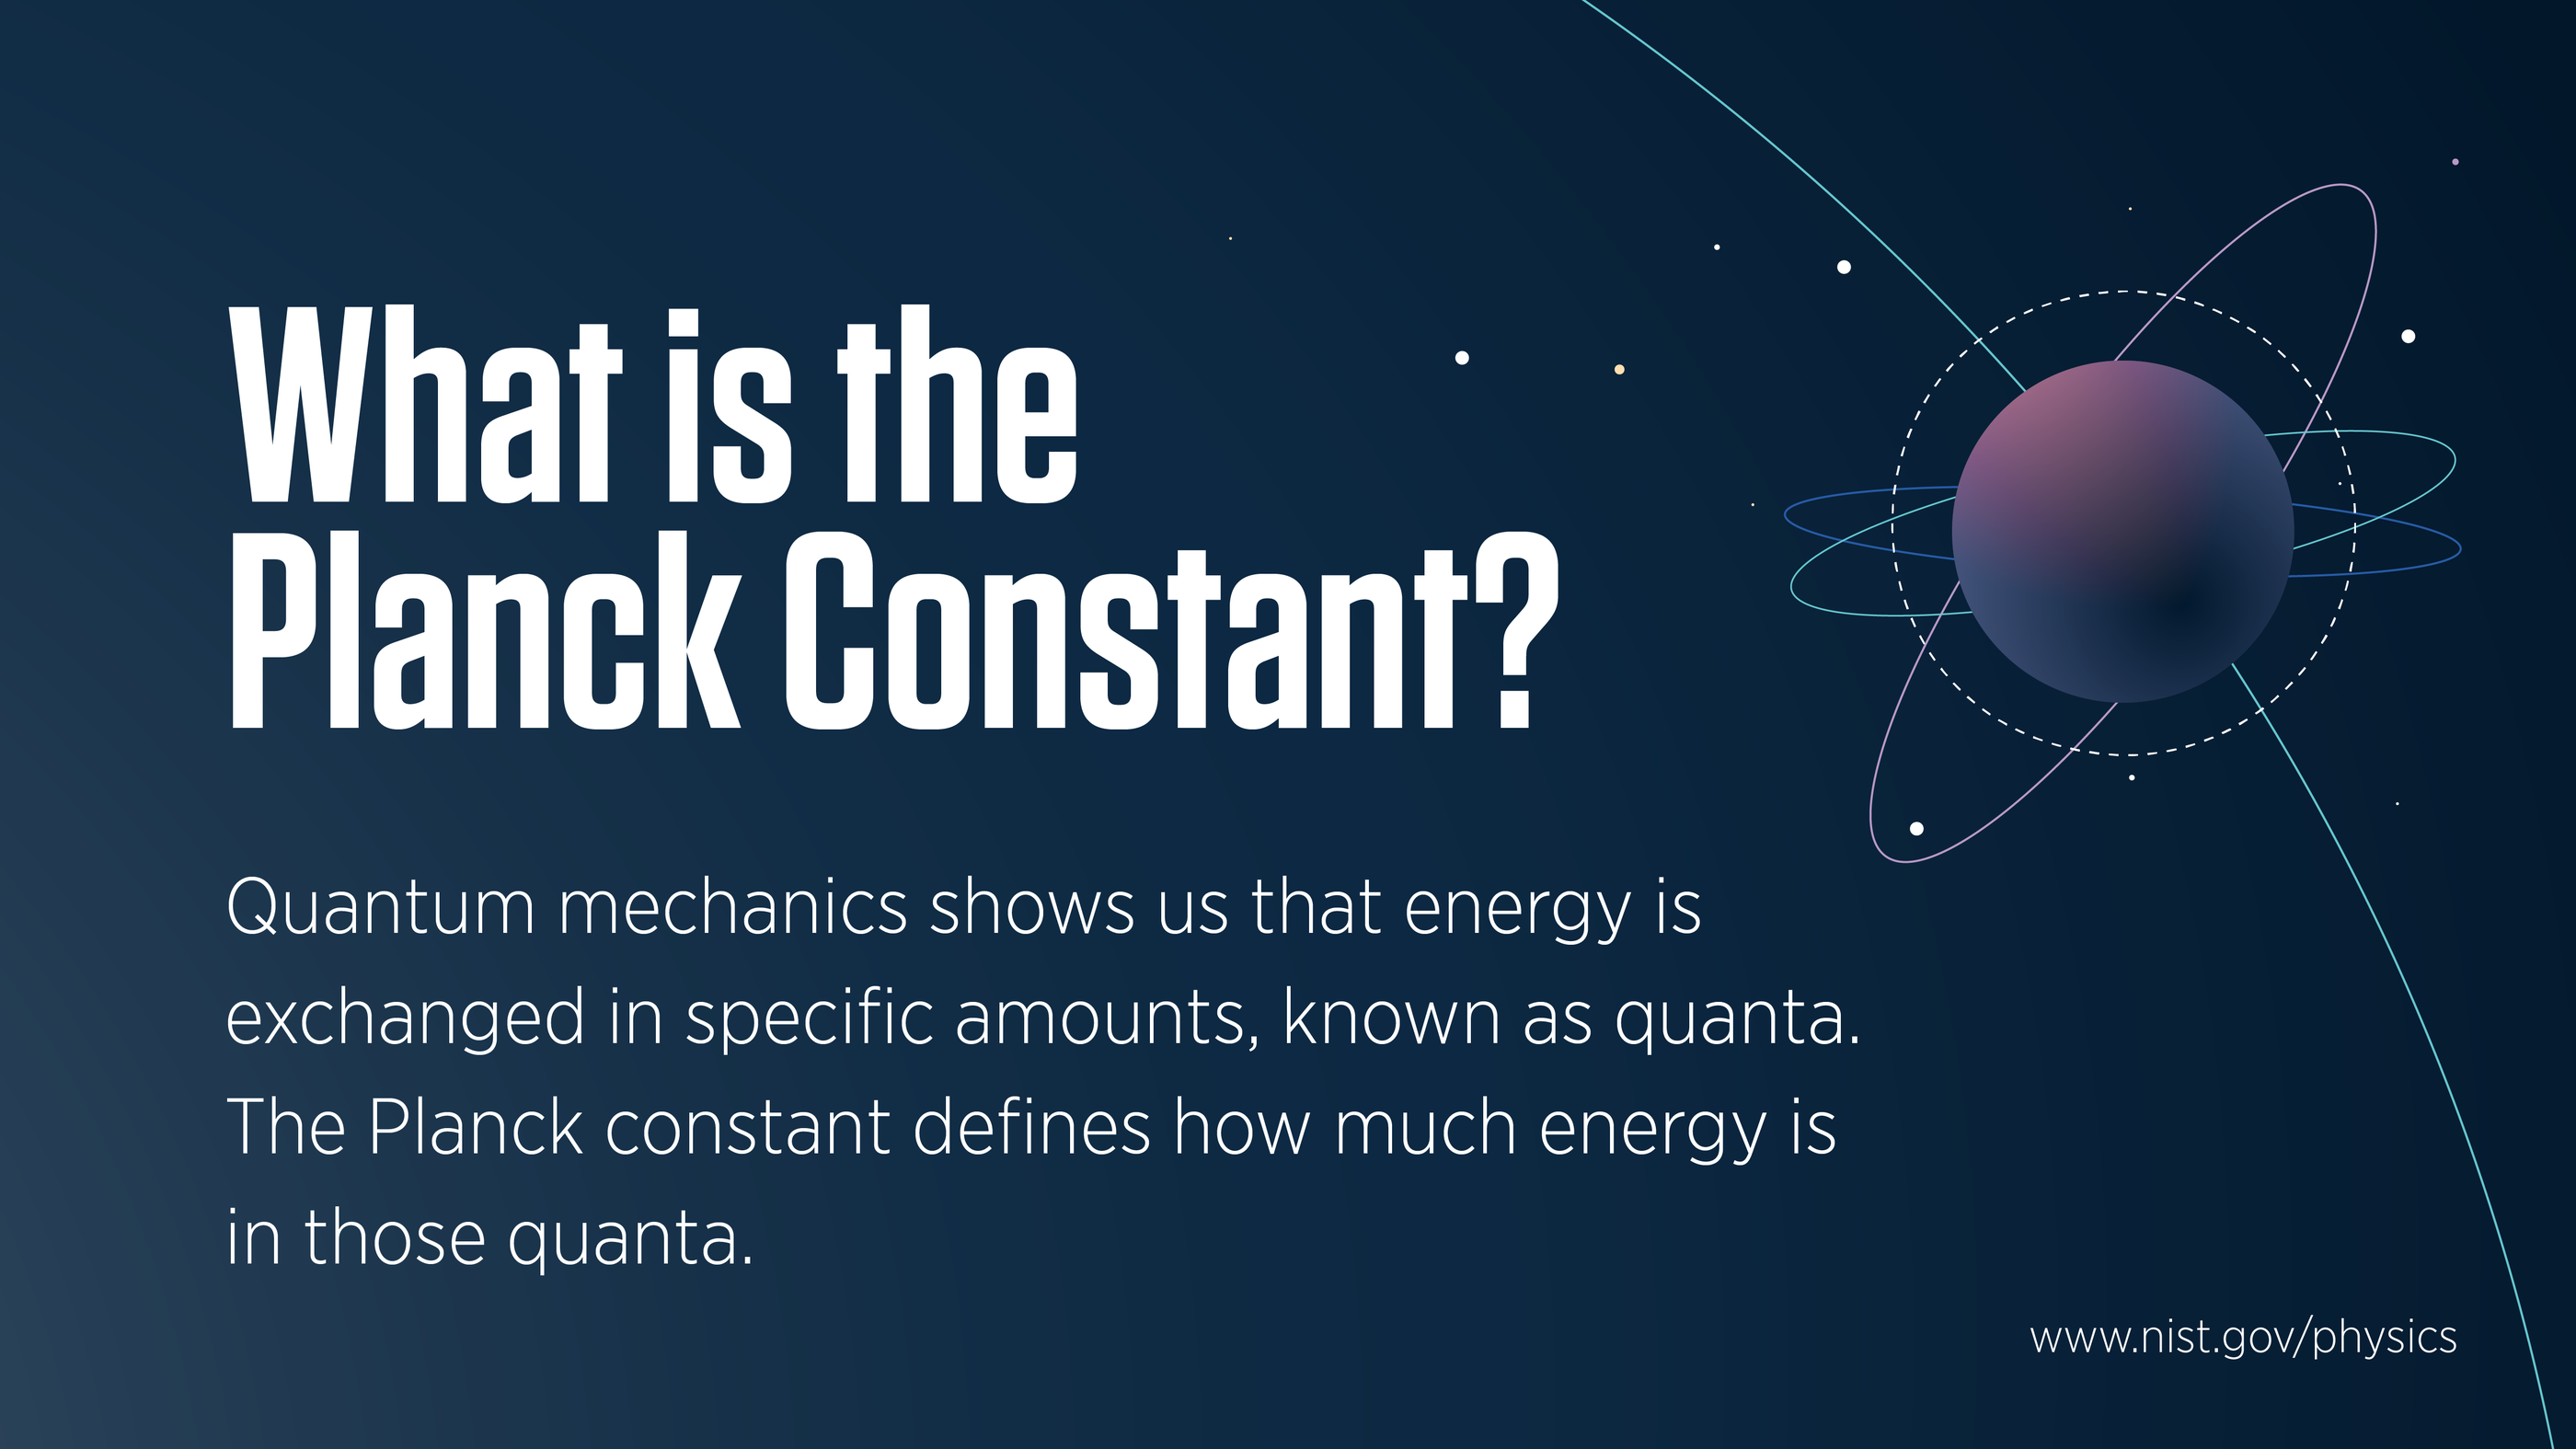 What is the
Planck Constant?
Quantum mechanics shows us that energy is
exchanged in specific amounts, known as quanta.
The Planck constant defines how much energy is
in those quanta.
www.nist.gov/physics